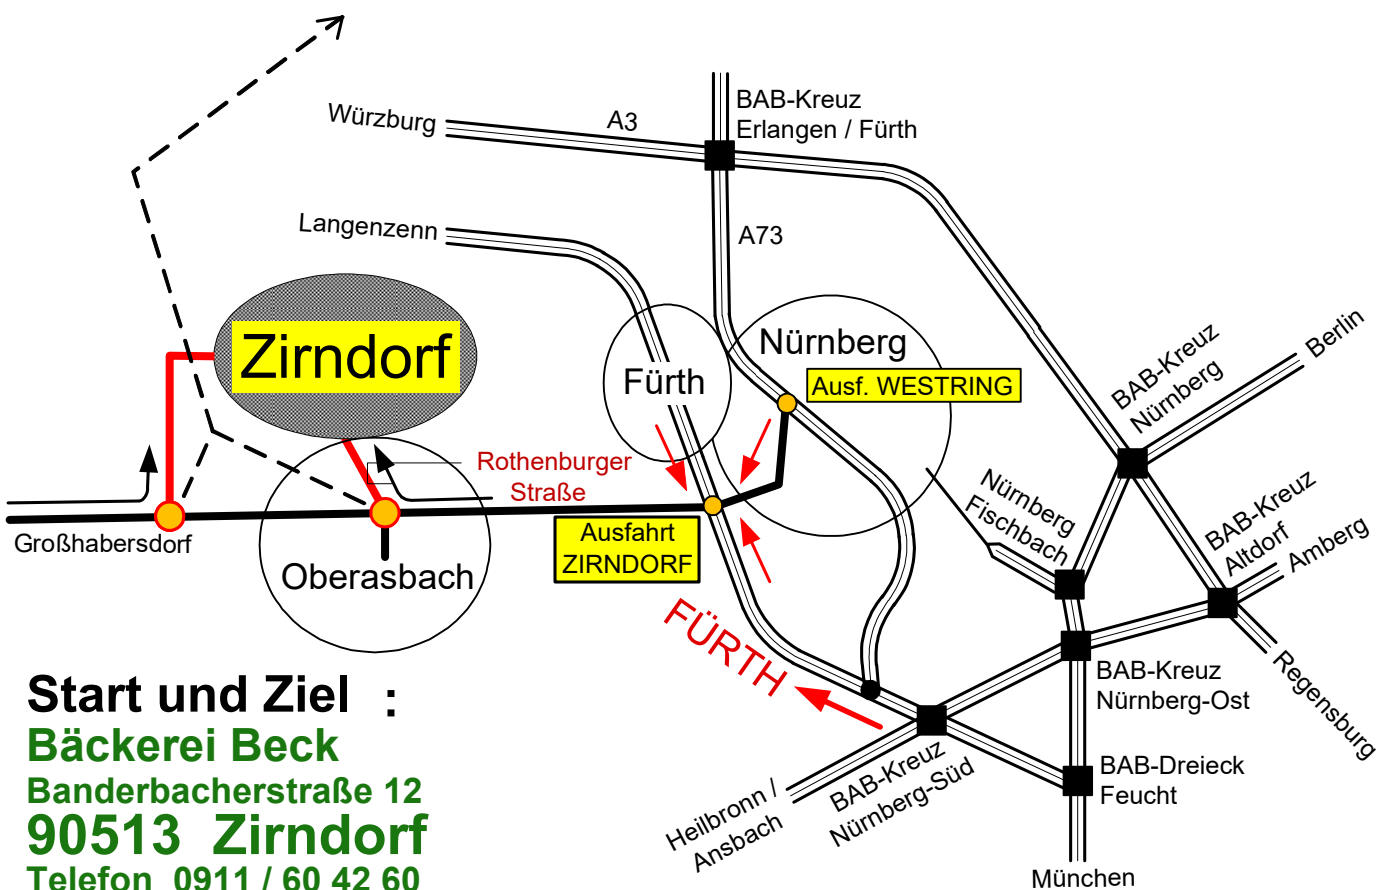 BAB-Kreuz
Erlangen / Fürth
Würzburg
A3
Langenzenn
A73
Zirndorf
Fürth
Nürnberg
Ausf. WESTRING
BAB-Kreuz
Nürnberg
Berlin
Rothenburger
Straße
Nürnberg
Fischbach
BAB-Kreuz
Altdorf
Amberg
Großhabersdorf
Ausfahrt
ZIRNDORF
Oberasbach
FÜRTH
Regensburg
BAB-Kreuz
Nürnberg-Ost
BAB-Kreuz
Nürnberg-Süd
BAB-Dreieck
Feucht
Heilbronn /
Ansbach
München
Start und Ziel :
Bäckerei Beck
Banderbacherstraße 12
90513 Zirndorf
Telefon 0911 / 60 42 60